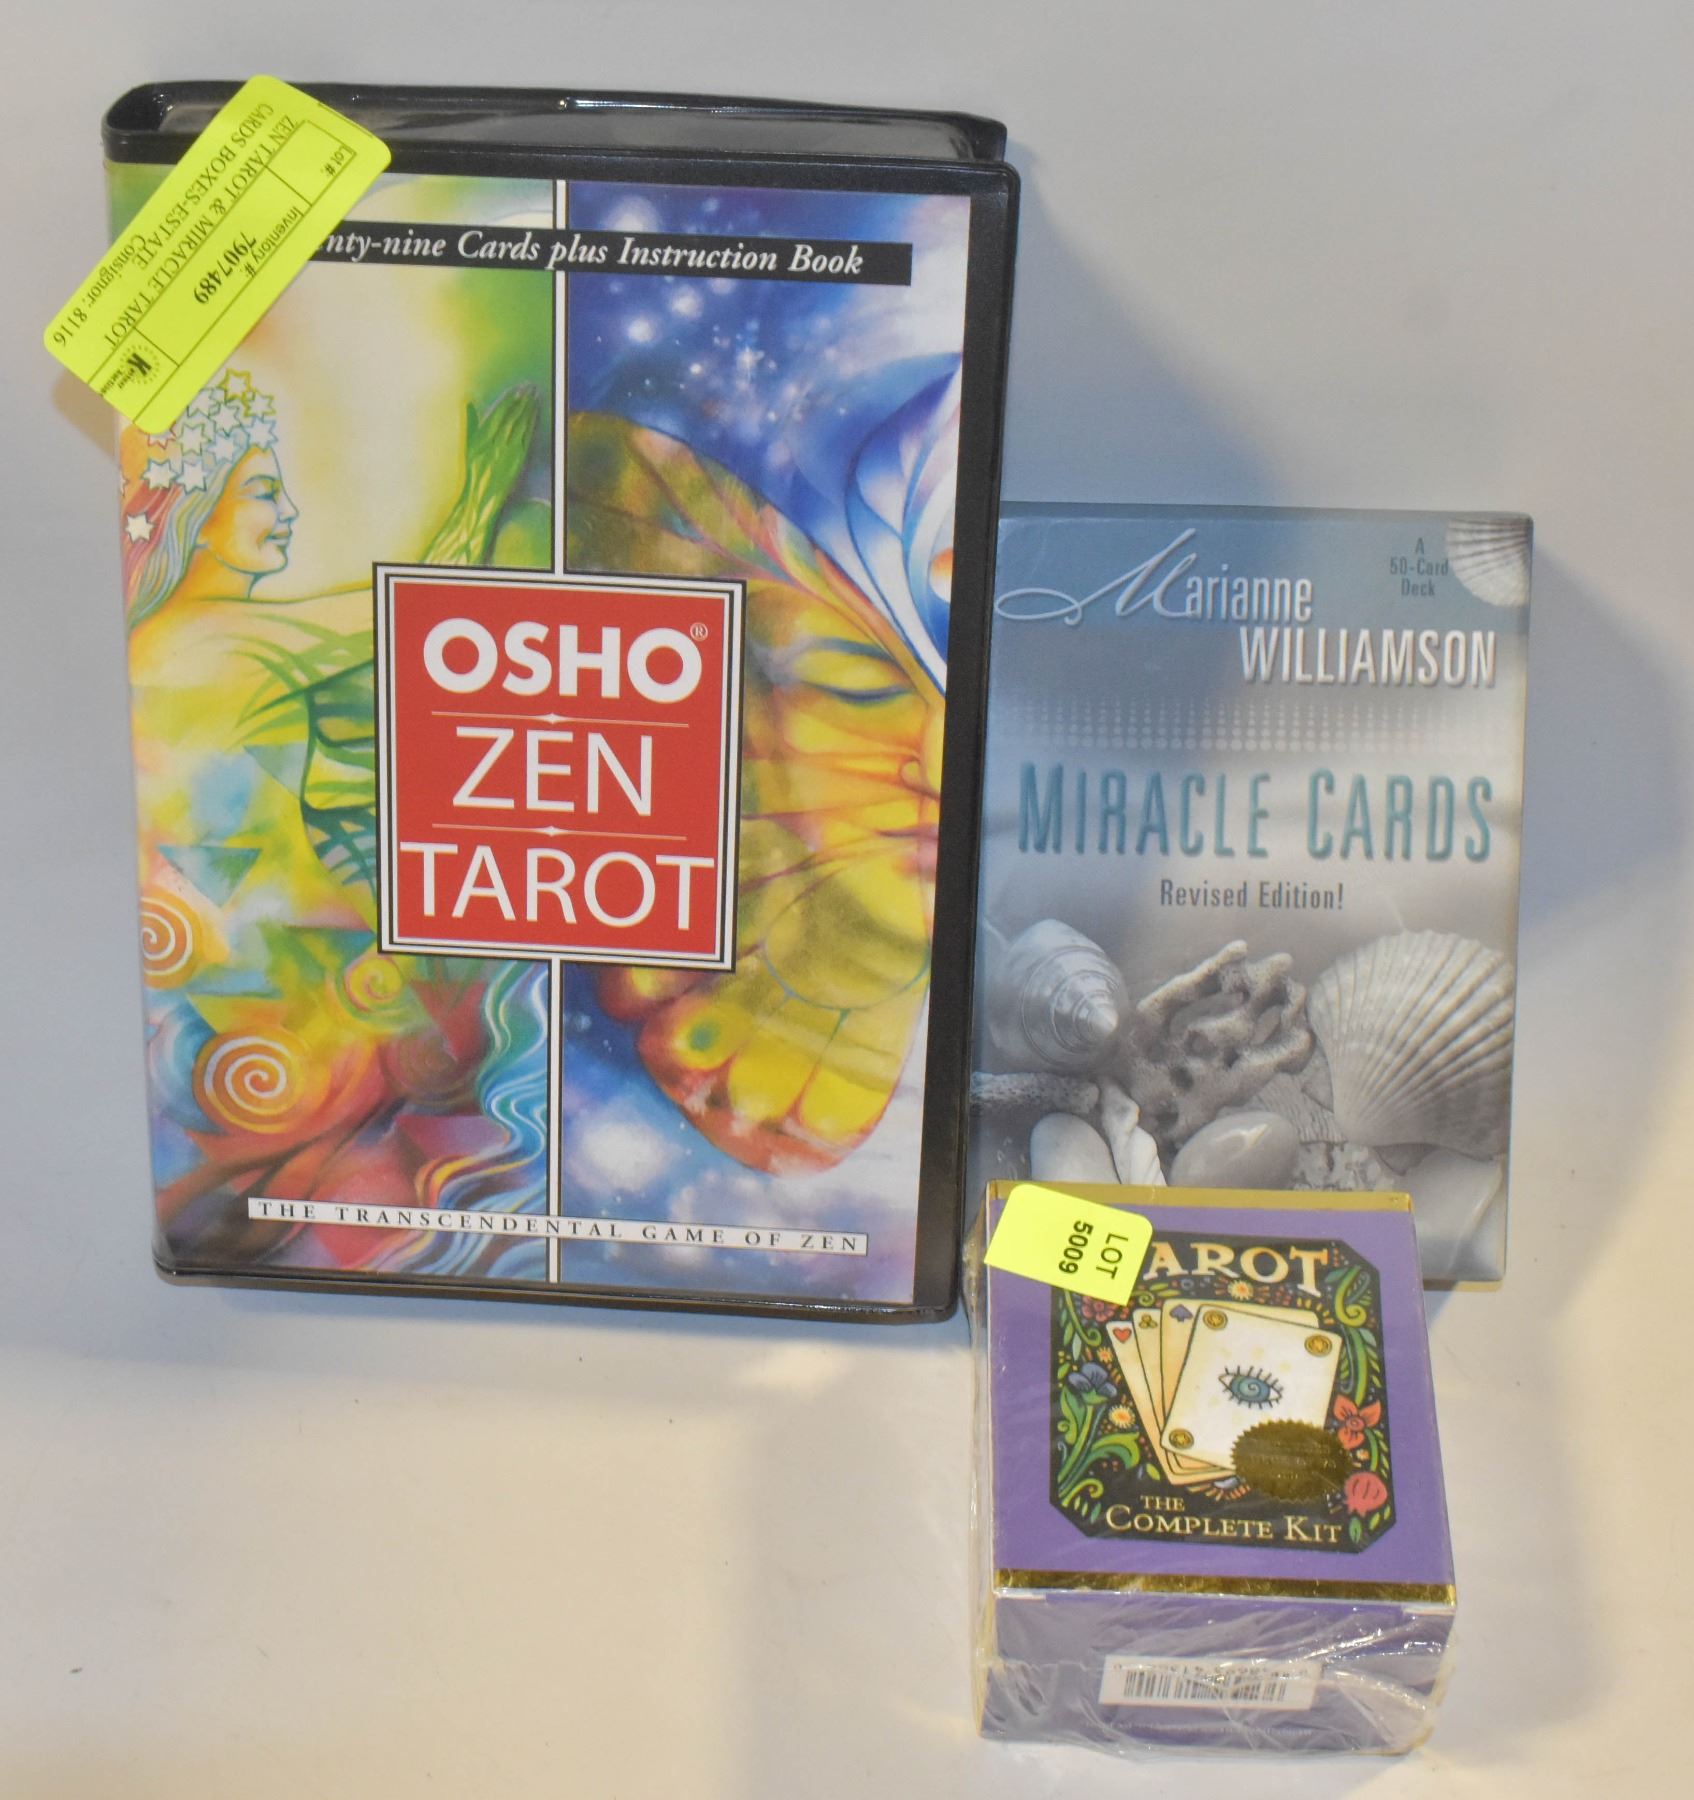 Lot #:
Inventory #:
7907489
ZEN TAROT & MIRACLE TAROT
CARDS BOXES-ESTATE
Consignor: 8116
nty-nine Cards plus Instruction Book
OSHO®
ZEN
TAROT
THE TRANSCENDENTAL GAME OF ZEN
Marianne
WILLIAMSON
A
50-Card
Deck
MIRACLE CARDS
Revised Edition!
LOT
5009
AROT
THE
COMPLETE KIT